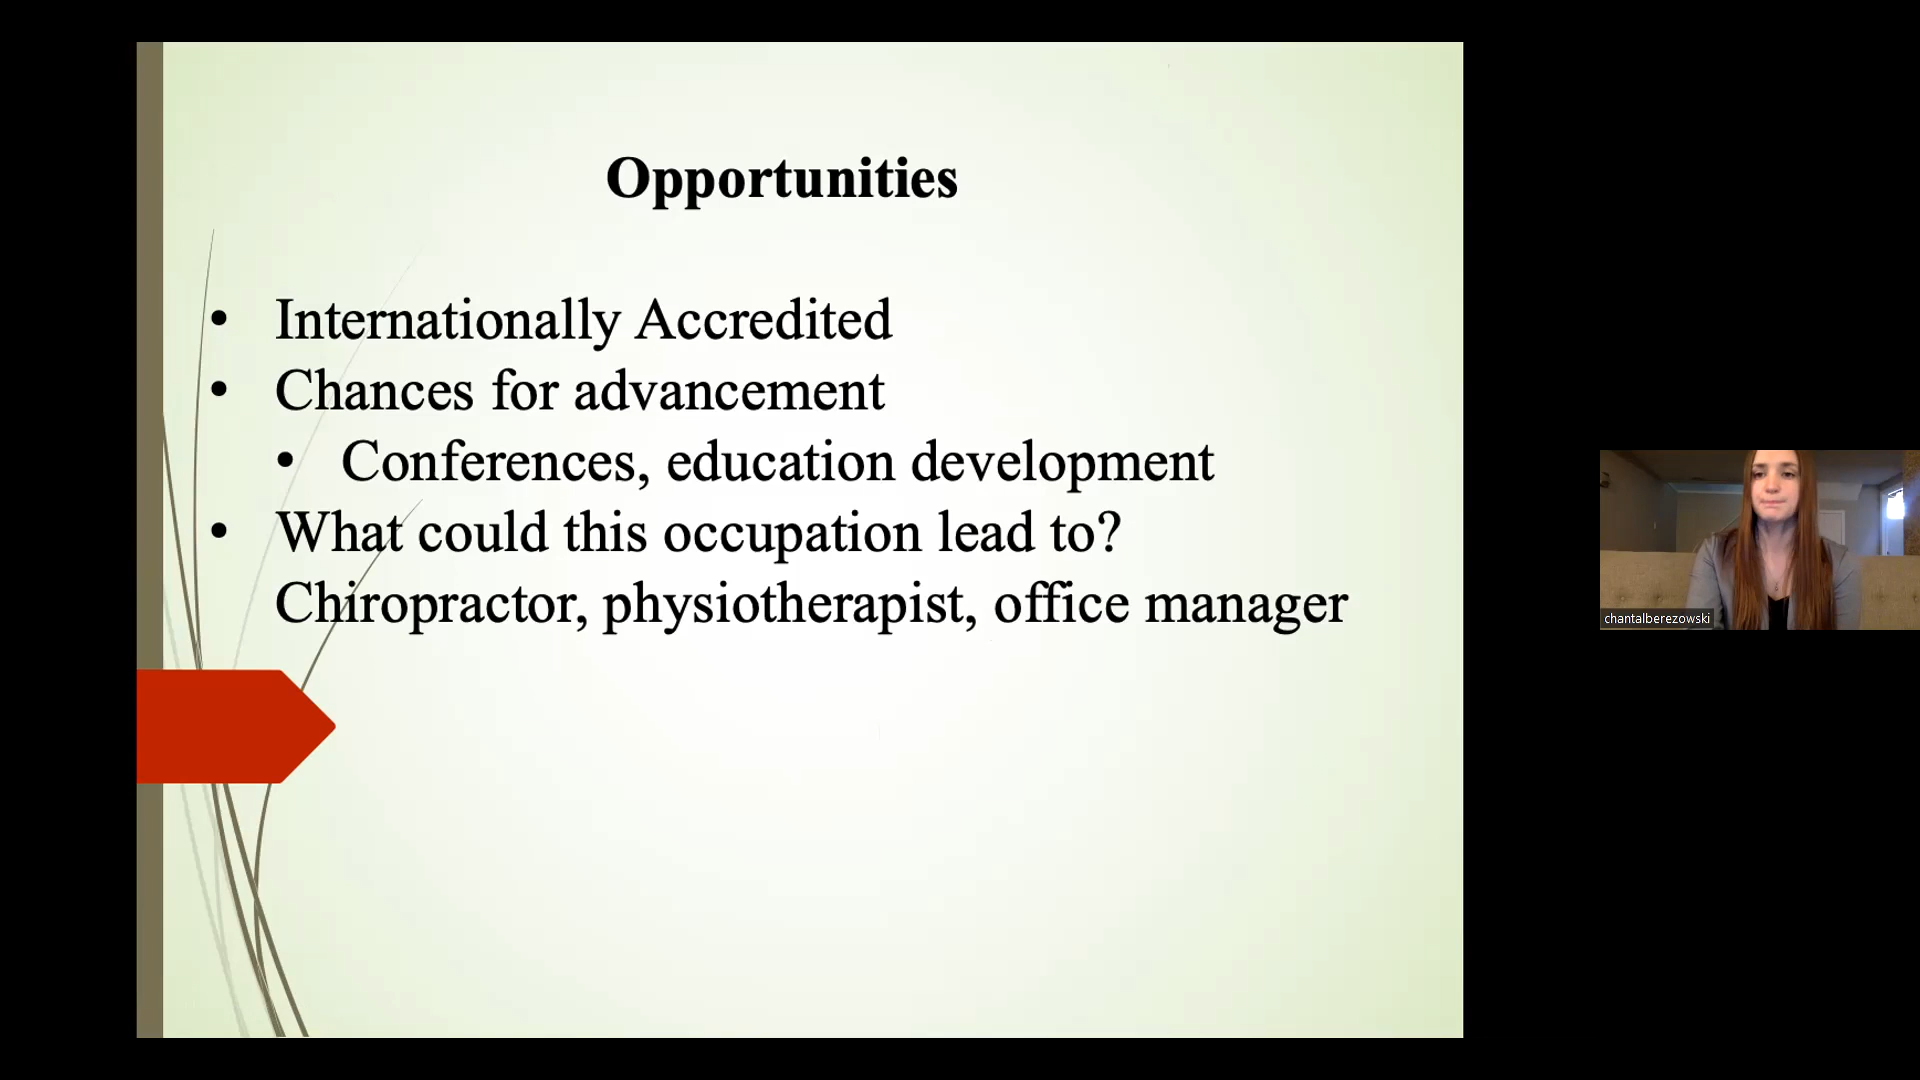 Opportunities
• Internationally Accredited
• Chances for advancement
• Conferences, education development
• What could this occupation lead to?
Chiropractor, physiotherapist, office manager
chantalberezowski